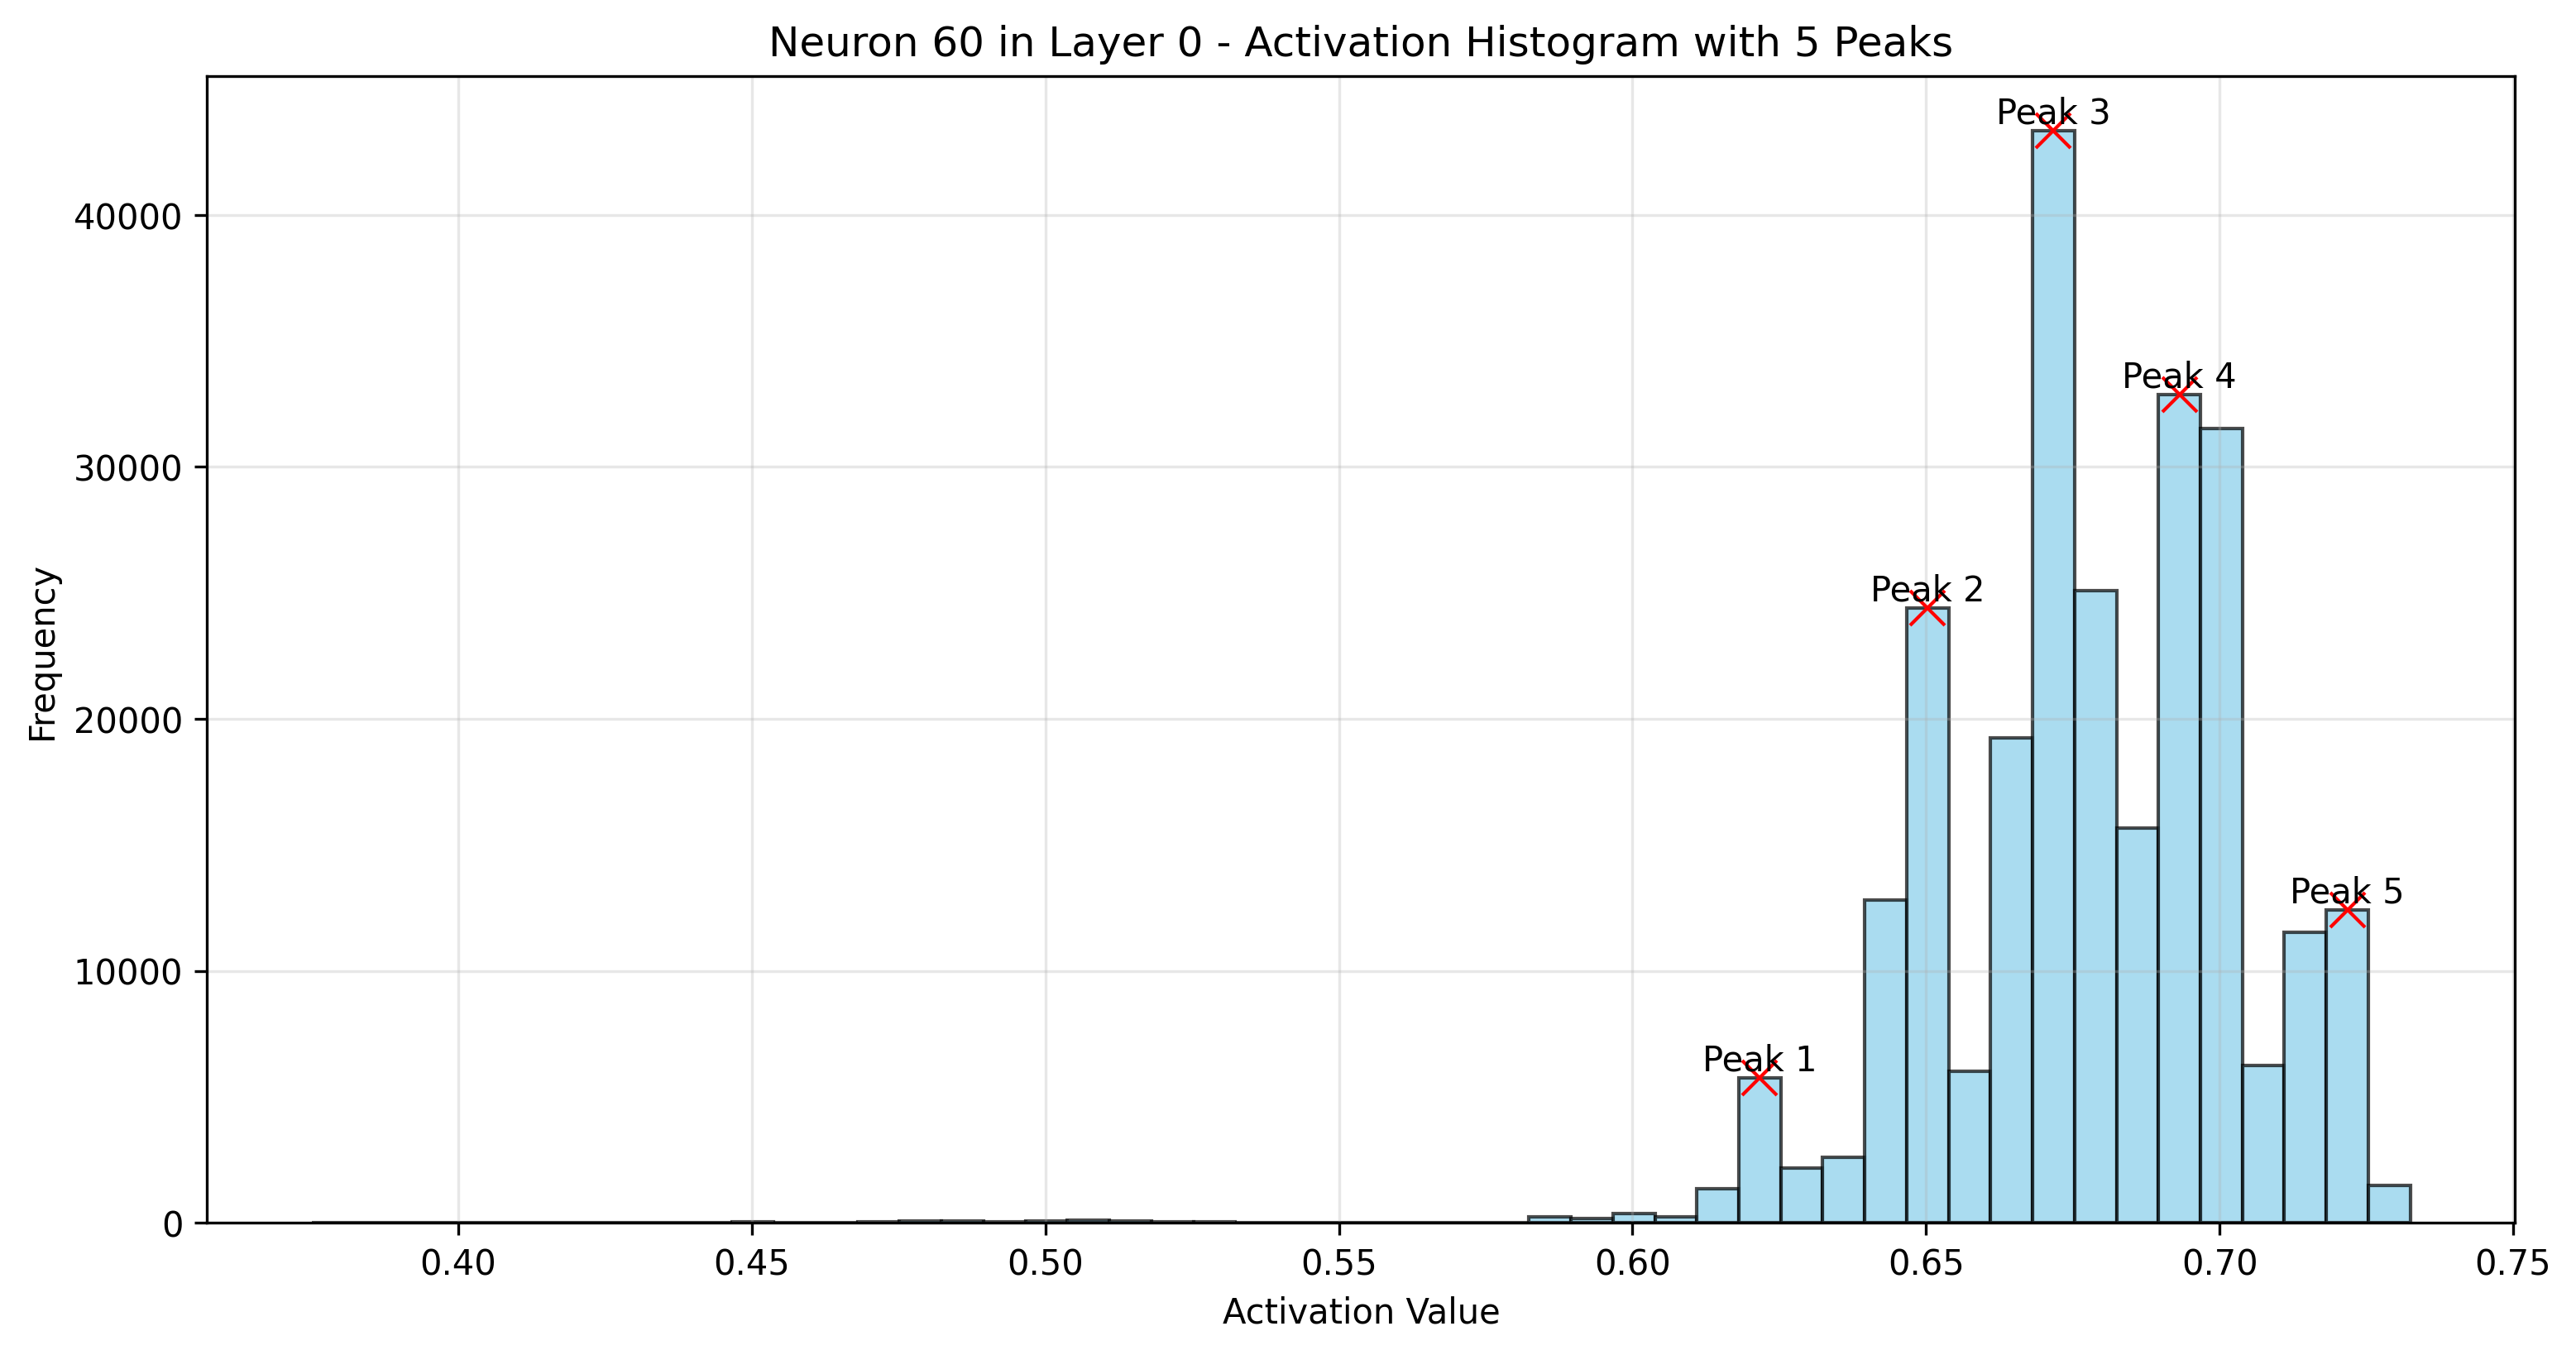 Neuron 60 in Layer 0 - Activation Histogram with 5 Peaks
Peak 3
40000
Peak 4
30000
Peak 2
Frequency
20000
Peak 5
10000
Peak 1
0
0.40 0.45 0.50 0.55 0.60 0.65 0.70 0.75
Activation Value